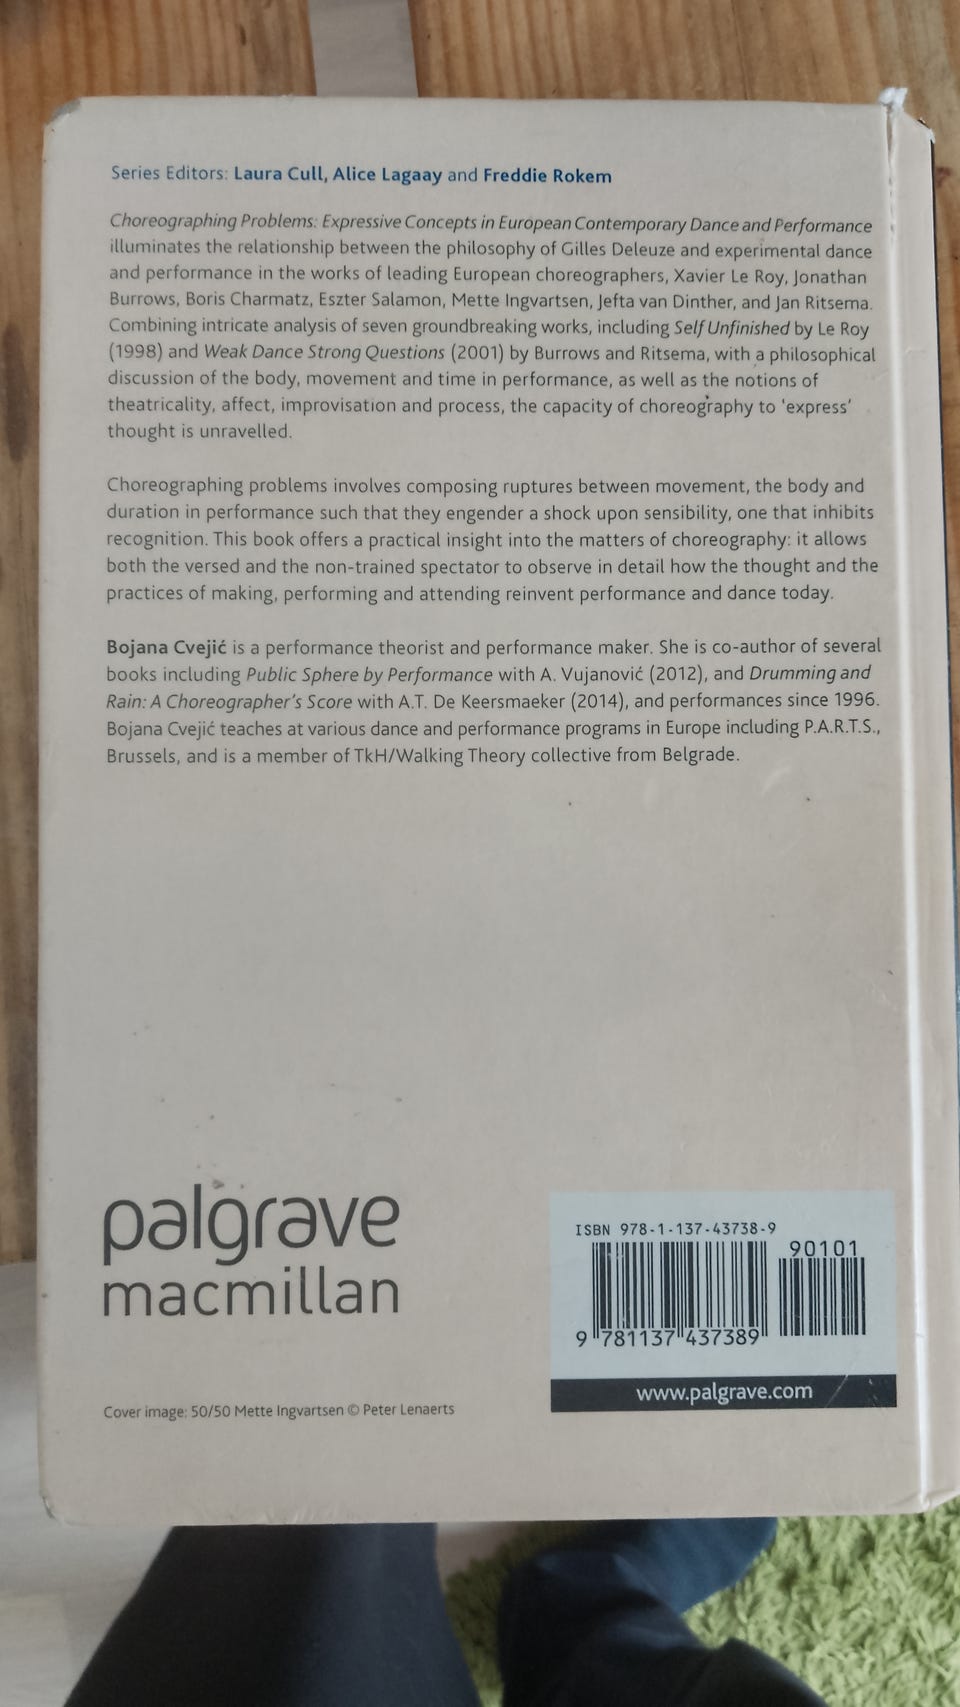 Series Editors: Laura Cull, Alice Lagaay and Freddie Rokem
Choreographing Problems: Expressive Concepts in European Contemporary Dance and Performance
illuminates the relationship between the philosophy of Gilles Deleuze and experimental dance
and performance in the works of leading European choreographers, Xavier Le Roy, Jonathan
Burrows, Boris Charmatz, Eszter Salamon, Mette Ingvartsen, Jefta van Dinther, and Jan Ritsema.
Combining intricate analysis of seven groundbreaking works, including Self Unfinished by Le Roy
(1998) and Weak Dance Strong Questions (2001) by Burrows and Ritsema, with a philosophical
discussion of the body, movement and time in performance, as well as the notions of
theatricality, affect, improvisation and process, the capacity of choreography to ‘express’
thought is unravelled.
Choreographing problems involves composing ruptures between movement, the body and
duration in performance such that they engender a shock upon sensibility, one that inhibits
recognition. This book offers a practical insight into the matters of choreography: it allows
both the versed and the non-trained spectator to observe in detail how the thought and the
practices of making, performing and attending reinvent performance and dance today.
Bojana Cvejić is a performance theorist and performance maker. She is co-author of several
books including Public Sphere by Performance with A. Vujanović (2012), and Drumming and
Rain: A Choreographer’s Score with A.T. De Keersmaeker (2014), and performances since 1996.
Bojana Cvejić teaches at various dance and performance programs in Europe including P.A.R.T.S.,
Brussels, and is a member of TkH/Walking Theory collective from Belgrade.
palgrave
macmillan
Cover image: 50/50 Mette Ingvartsen © Peter Lenaerts
ISBN 978-1-137-43738-9
90101
9 781137 437389
www.palgrave.com